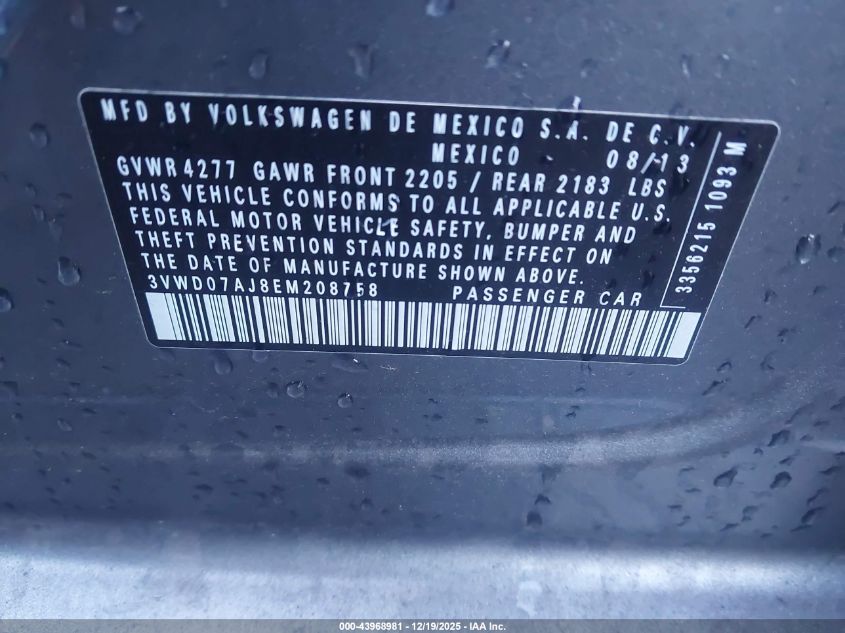 MFD BY VOLKSWAGEN DE MEXICO S.A. DE C.V.
MEXICO 08/13
GVWR 4277 GAWR FRONT 2205 / REAR 2183 LBS
THIS VEHICLE CONFORMS TO ALL APPLICABLE U.S.
FEDERAL MOTOR VEHICLE SAFETY, BUMPER AND
THEFT PREVENTION STANDARDS IN EFFECT ON
THE DATE OF MANUFACTURE SHOWN ABOVE.
3VWD07AJ8EM208758 PASSENGER CAR
3356215 1093 M
000-43968981 - 12/19/2025 - IAA Inc.